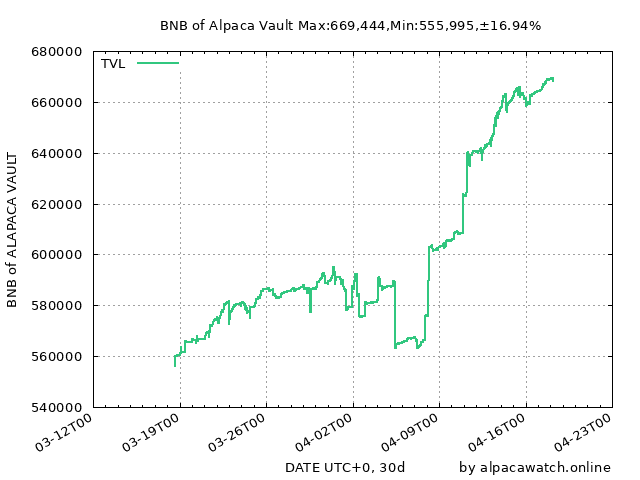 BNB of Alpaca Vault Max:669,444,Min:555,995,±16.94%
680000
TVL
660000
640000
620000
600000
580000
560000
540000
BNB of ALAPACA VAULT
03-12T00
03-19T00
03-26T00
04-02T00
04-09T00
04-16T00
04-23T00
DATE UTC+0, 30d
by alpacawatch.online